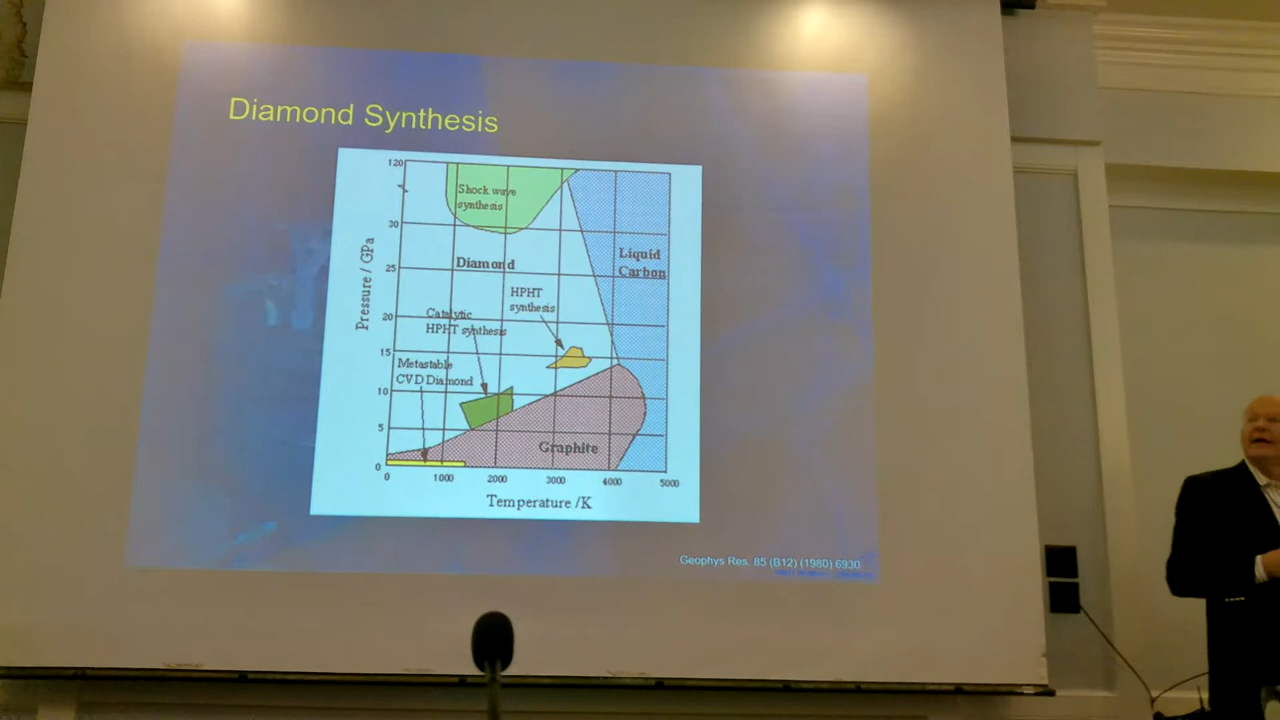 Diamond Synthesis
120
Shock wave
synthesis
30
Liquid
Carbon
Diamond
25
Pressure / GPa
HPHT
synthesis
20
Catalytic
HPHT synthesis
15
Metastable
CVD Diamond
10
5
Graphite
0
0 1000 2000 3000 4000 5000
Temperature /K
Geophys Res. 85 (B12) (1980) 6930